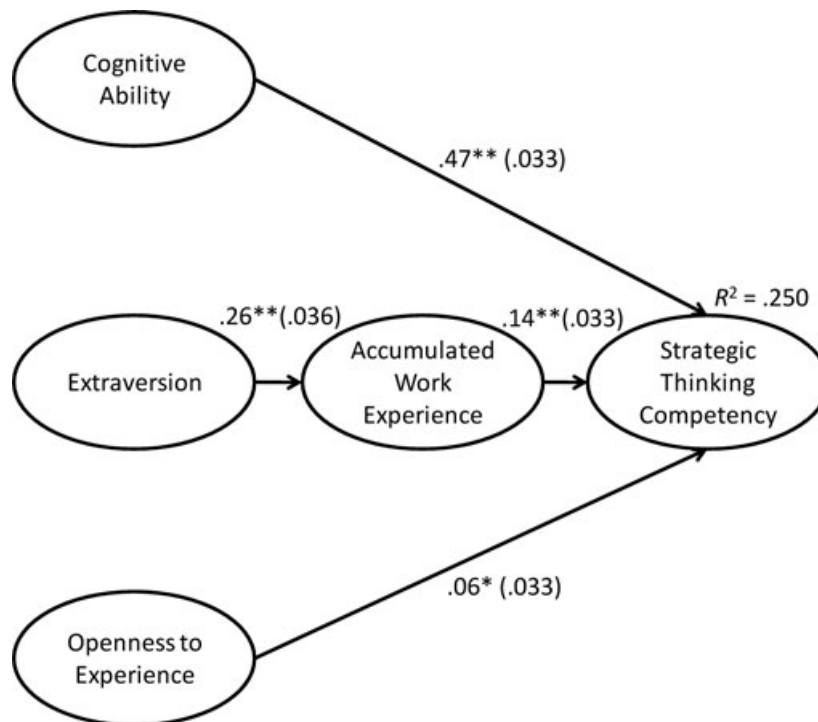 Cognitive
Ability
.47** (.033)
R² = .250
.26**(.036)
.14**(.033)
Extraversion
Accumulated
Work
Experience
Strategic
Thinking
Competency
.06* (.033)
Openness to
Experience